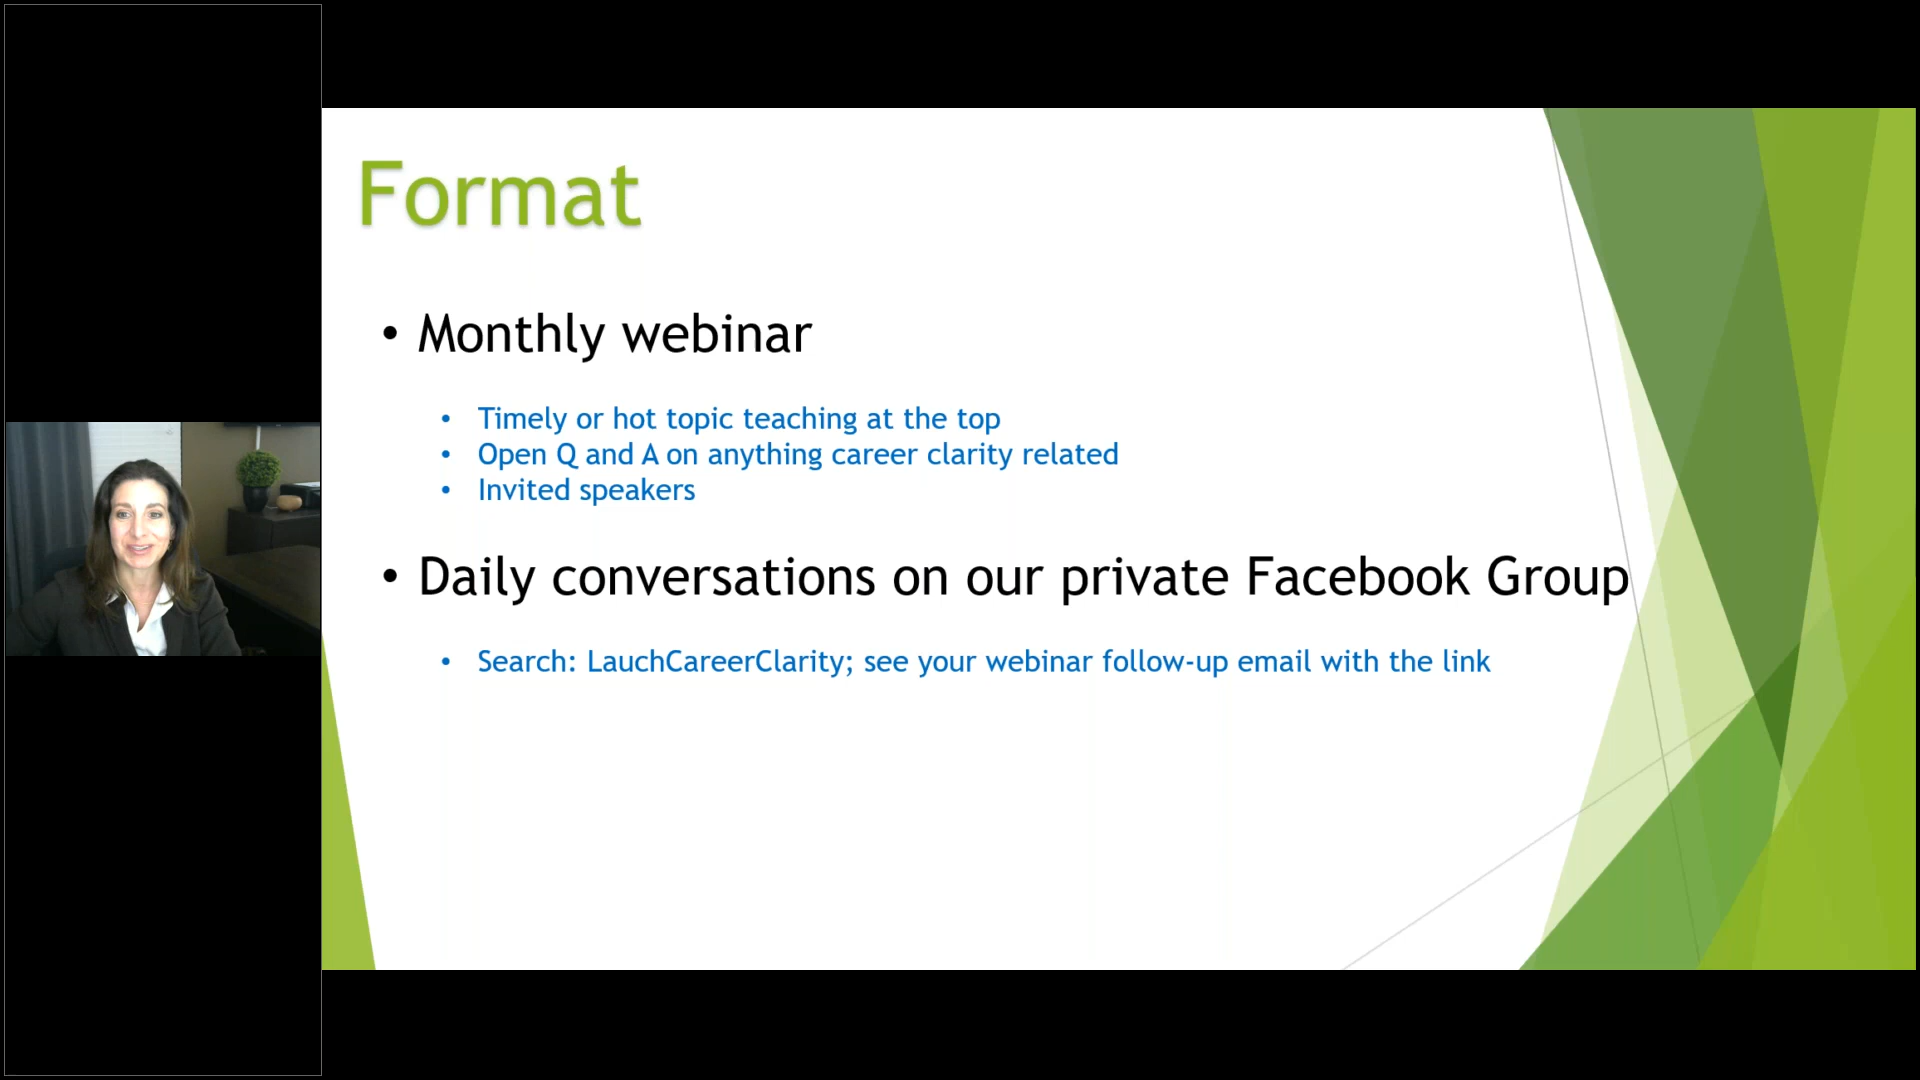 Format
• Monthly webinar
• Timely or hot topic teaching at the top
• Open Q and A on anything career clarity related
• Invited speakers
• Daily conversations on our private Facebook Group
• Search: LauchCareerClarity; see your webinar follow-up email with the link